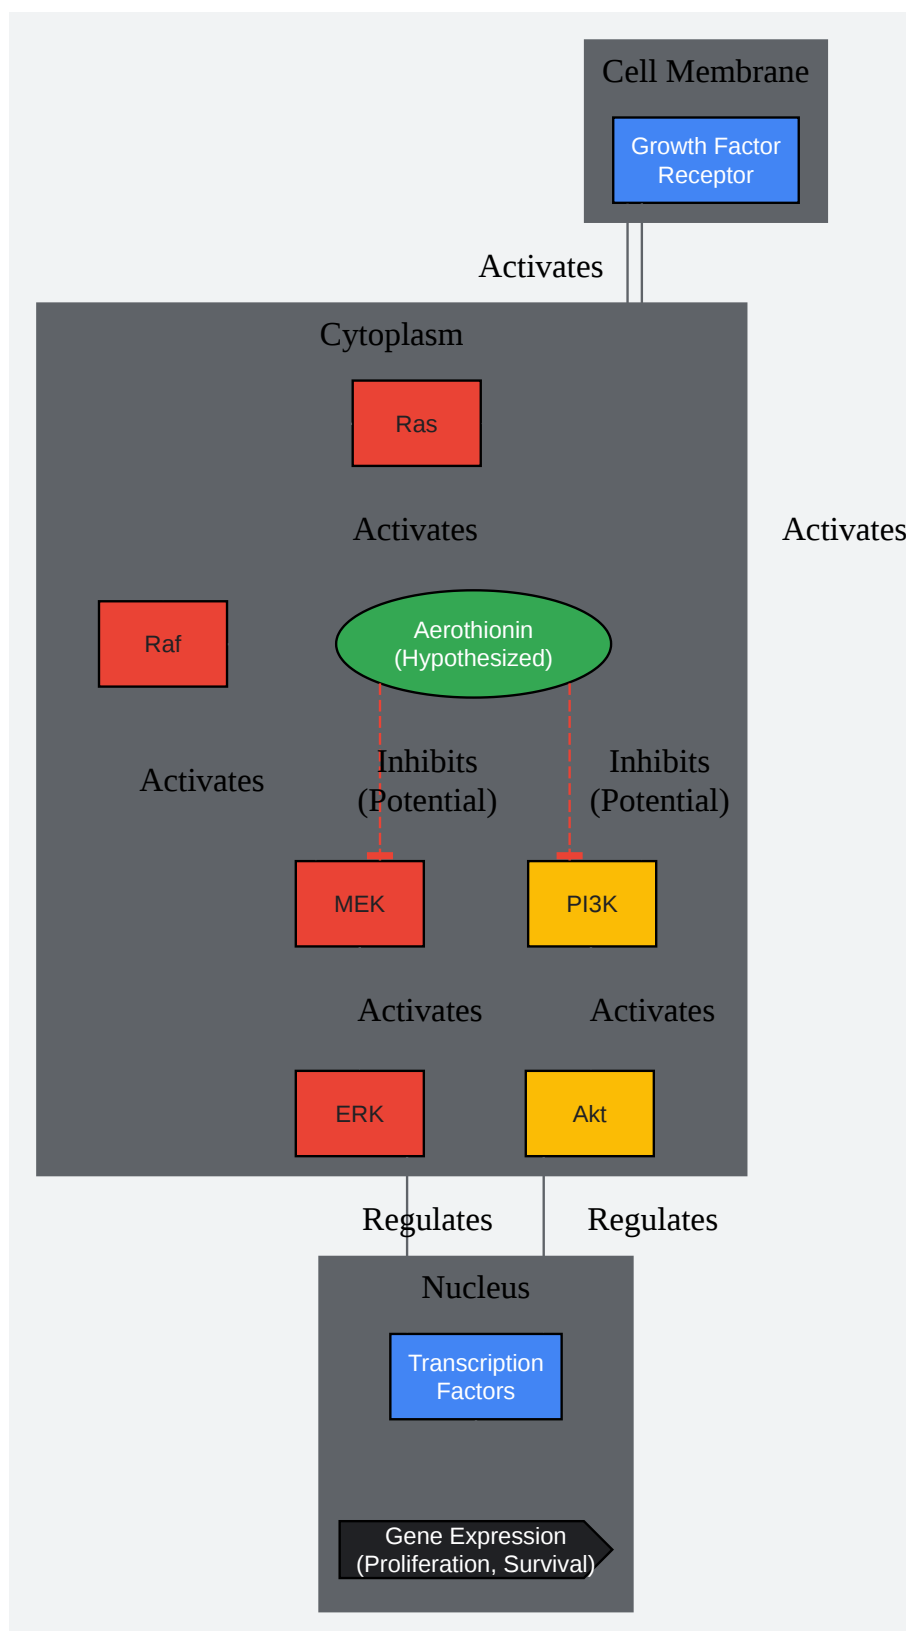 Cell Membrane
Growth Factor
Receptor
Activates
Cytoplasm
Ras
Activates
Activates
Raf
Aerothionin
(Hypothesized)
Activates
Inhibits
(Potential)
Inhibits
(Potential)
MEK
PI3K
Activates
Activates
ERK
Akt
Regulates
Regulates
Nucleus
Transcription
Factors
Gene Expression
(Proliferation, Survival)